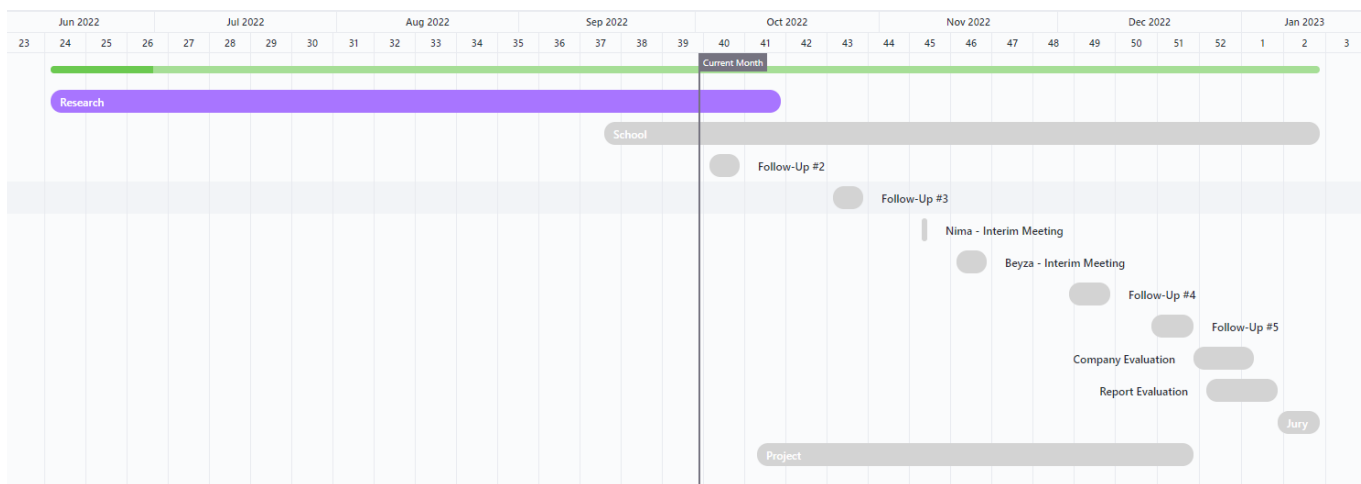 Jun 2022 Jul 2022 Aug 2022 Sep 2022 Oct 2022 Nov 2022 Dec 2022 Jan 2023
23 24 25 26 27 28 29 30 31 32 33 34 35 36 37 38 39 40 41 42 43 44 45 46 47 48 49 50 51 52 1 2 3
Current Month
Research
School
Follow-Up #2
Follow-Up #3
Nima - Interim Meeting
Beyza - Interim Meeting
Follow-Up #4
Follow-Up #5
Company Evaluation
Report Evaluation
Jury
Project